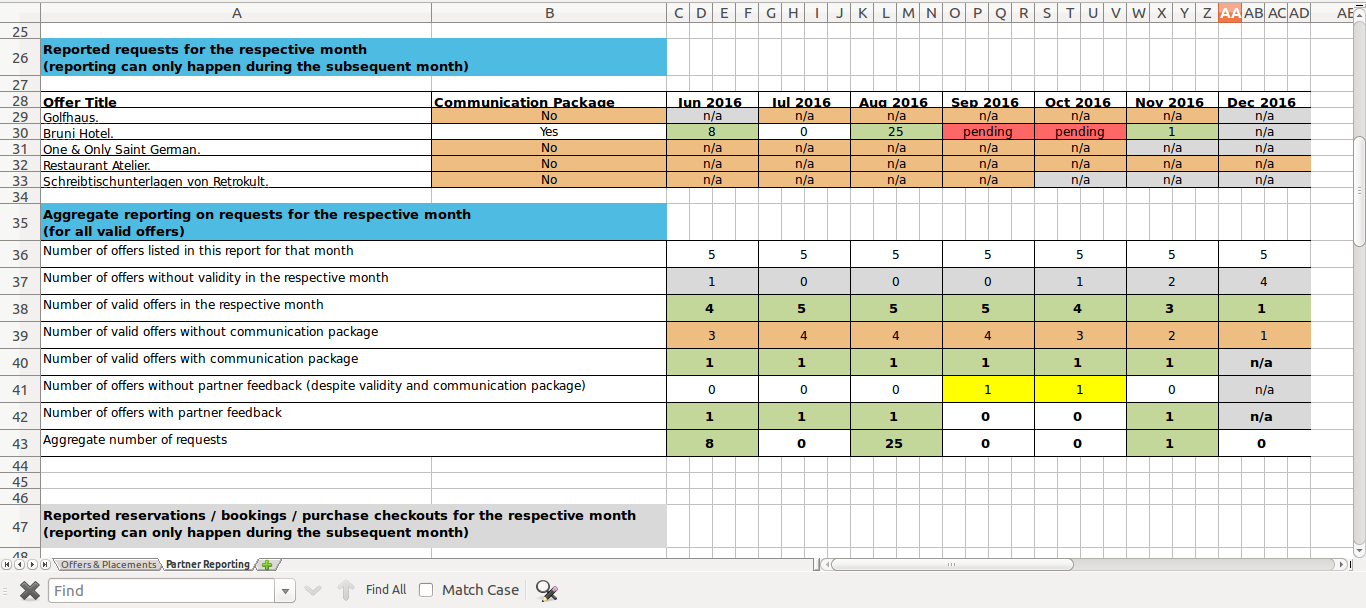 A B C D E F G H I J K L M N O P Q R S T U V W X Y Z AA AB AC AD AE
25
26 Reported requests for the respective month
(reporting can only happen during the subsequent month)
27
28 Offer Title Communication Package Jun 2016 Jul 2016 Aug 2016 Sep 2016 Oct 2016 Nov 2016 Dec 2016
29 Golfhaus. No n/a n/a n/a n/a n/a n/a n/a
30 Bruni Hotel. Yes 8 0 25 pending pending 1 n/a
31 One & Only Saint German. No n/a n/a n/a n/a n/a n/a n/a
32 Restaurant Atelier. No n/a n/a n/a n/a n/a n/a n/a
33 Schreibtischunterlagen von Retrokult. No n/a n/a n/a n/a n/a n/a n/a
34
35 Aggregate reporting on requests for the respective month
(for all valid offers)
36 Number of offers listed in this report for that month 5 5 5 5 5 5 5
37 Number of offers without validity in the respective month 1 0 0 0 1 2 4
38 Number of valid offers in the respective month 4 5 5 5 4 3 1
39 Number of valid offers without communication package 3 4 4 4 3 2 1
40 Number of valid offers with communication package 1 1 1 1 1 1 n/a
41 Number of offers without partner feedback (despite validity and communication package) 0 0 0 1 1 0 n/a
42 Number of offers with partner feedback 1 1 1 0 0 1 n/a
43 Aggregate number of requests 8 0 25 0 0 1 0
44
45
46
47 Reported reservations / bookings / purchase checkouts for the respective month
(reporting can only happen during the subsequent month)
48
Offers & Placements Partner Reporting
Find Find All Match Case